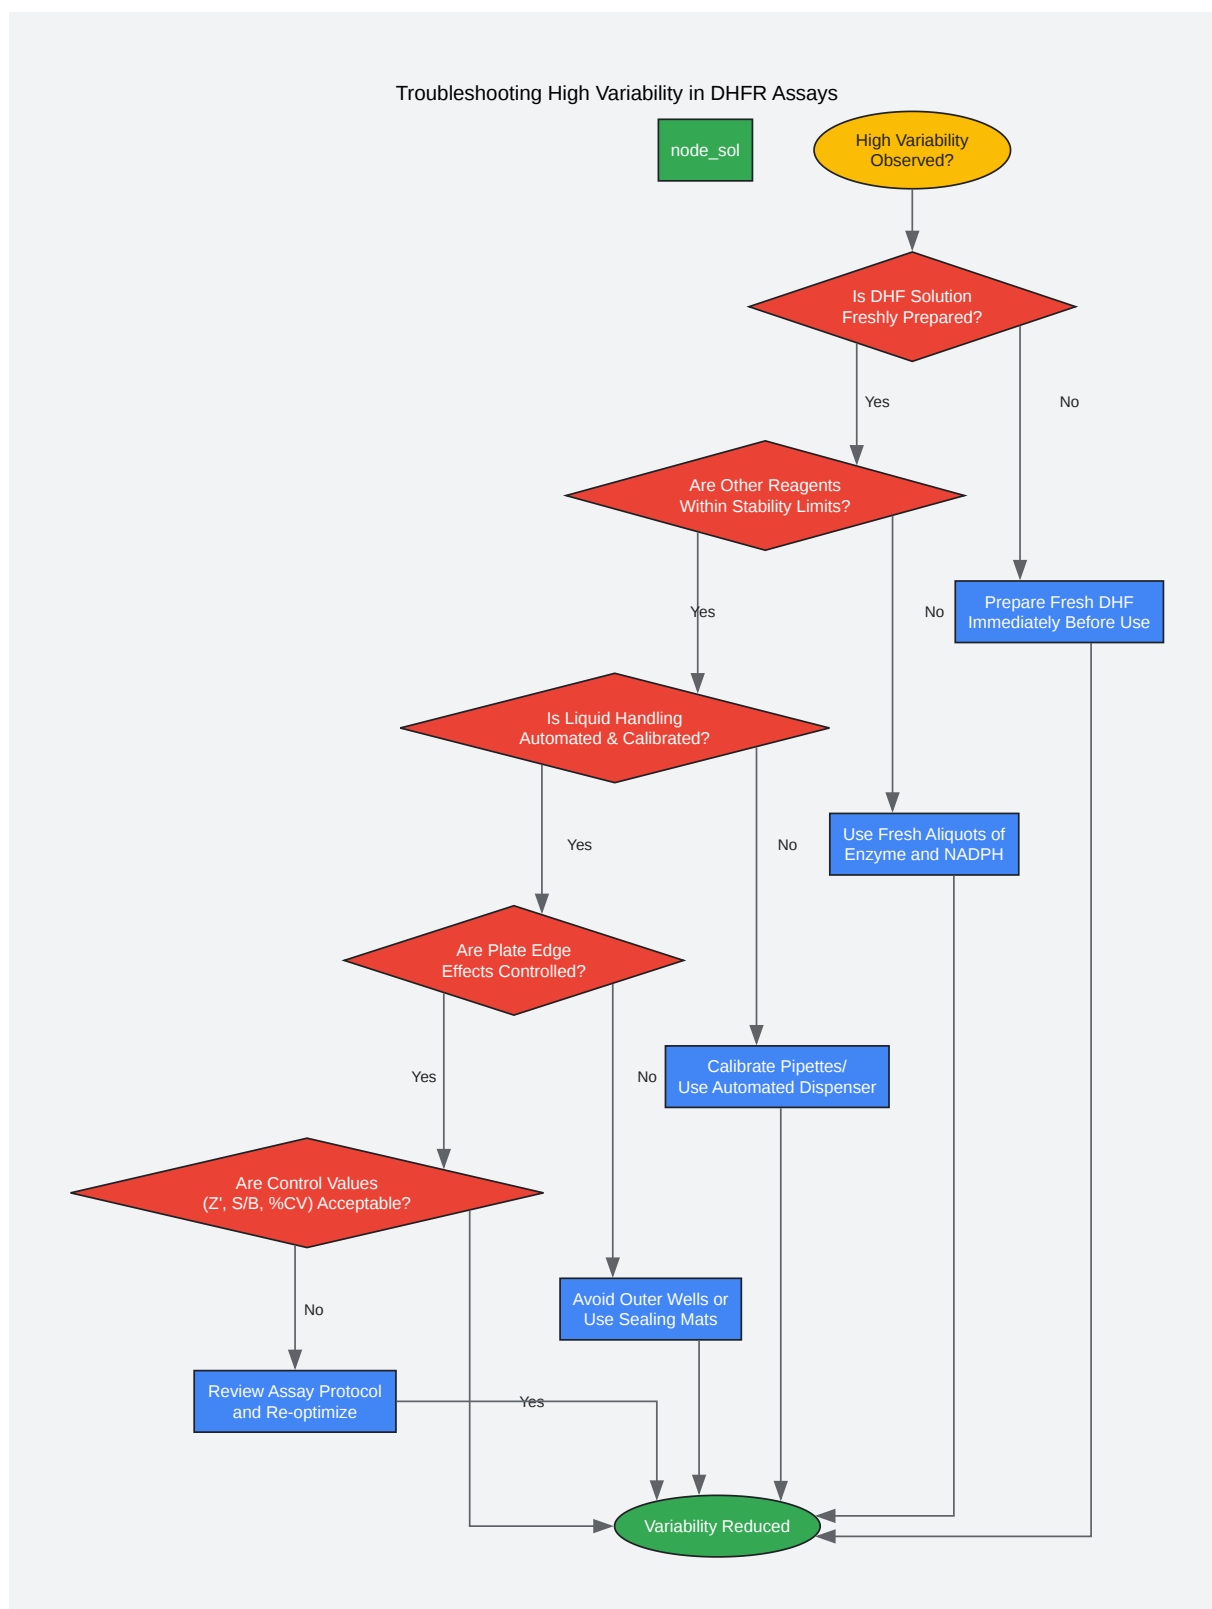 Troubleshooting High Variability in DHFR Assays
node_sol
High Variability
Observed?
Is DHF Solution
Freshly Prepared?
Yes
No
Are Other Reagents
Within Stability Limits?
Yes
No
Prepare Fresh DHF
Immediately Before Use
Is Liquid Handling
Automated & Calibrated?
Yes
No
Use Fresh Aliquots of
Enzyme and NADPH
Are Plate Edge
Effects Controlled?
Yes
No
Calibrate Pipettes/
Use Automated Dispenser
Are Control Values
(Z', S/B, %CV) Acceptable?
No
Avoid Outer Wells or
Use Sealing Mats
Review Assay Protocol
and Re-optimize
Yes
Variability Reduced